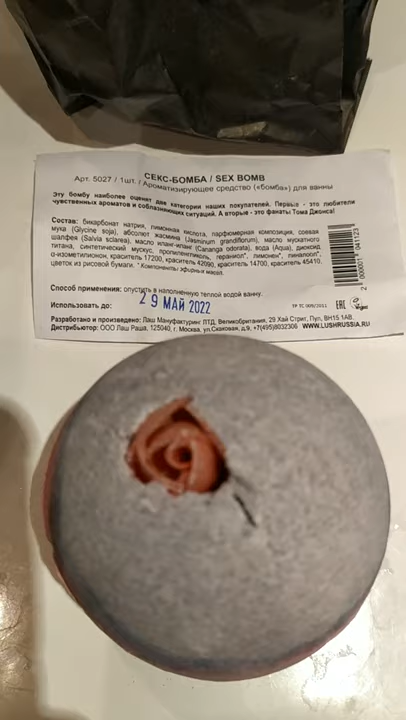 СЕКС-БОМБА / SEX BOMB
Арт. 5027 / 1шт. / Ароматизирующее средство («бомба») для ванны
Эту бомбу наиболее оценят две категории наших покупателей. Первые - это любители
чувственных ароматов и соблазняющих ситуаций. А вторые - это фанаты Тома Джонса!
Состав: бикарбонат натрия, лимонная кислота, парфюмерная композиция, соевая
мука (Glycine soja), абсолют жасмина (Jasminum grandiflorum), масло мускатного
шалфея (Salvia sclarea), масло иланг-иланг (Cananga odorata), вода (Aqua), диоксид
титана, синтетический мускус, пропиленгликоль, гераниол*, лимонен*, линалоол*,
α-изометилионон, краситель 17200, краситель 42090, краситель 14700, краситель 45410,
цветок из рисовой бумаги. * Компоненты эфирных масел.
Способ применения: опустить в наполненную теплой водой ванну.
Использовать до: 29 МАЙ 2022
ТР ТС 009/2011 EAC Vegan
Разработано и произведено: Лаш Мануфактуринг ЛТД, Великобритания, 29 Хай Стрит, Пул, BH15 1AB.
Дистрибьютор: ООО Лаш Раша, 125040, г. Москва, ул.Скаковая, д.9, +7(495)8032306 WWW.LUSHRUSSIA.RU